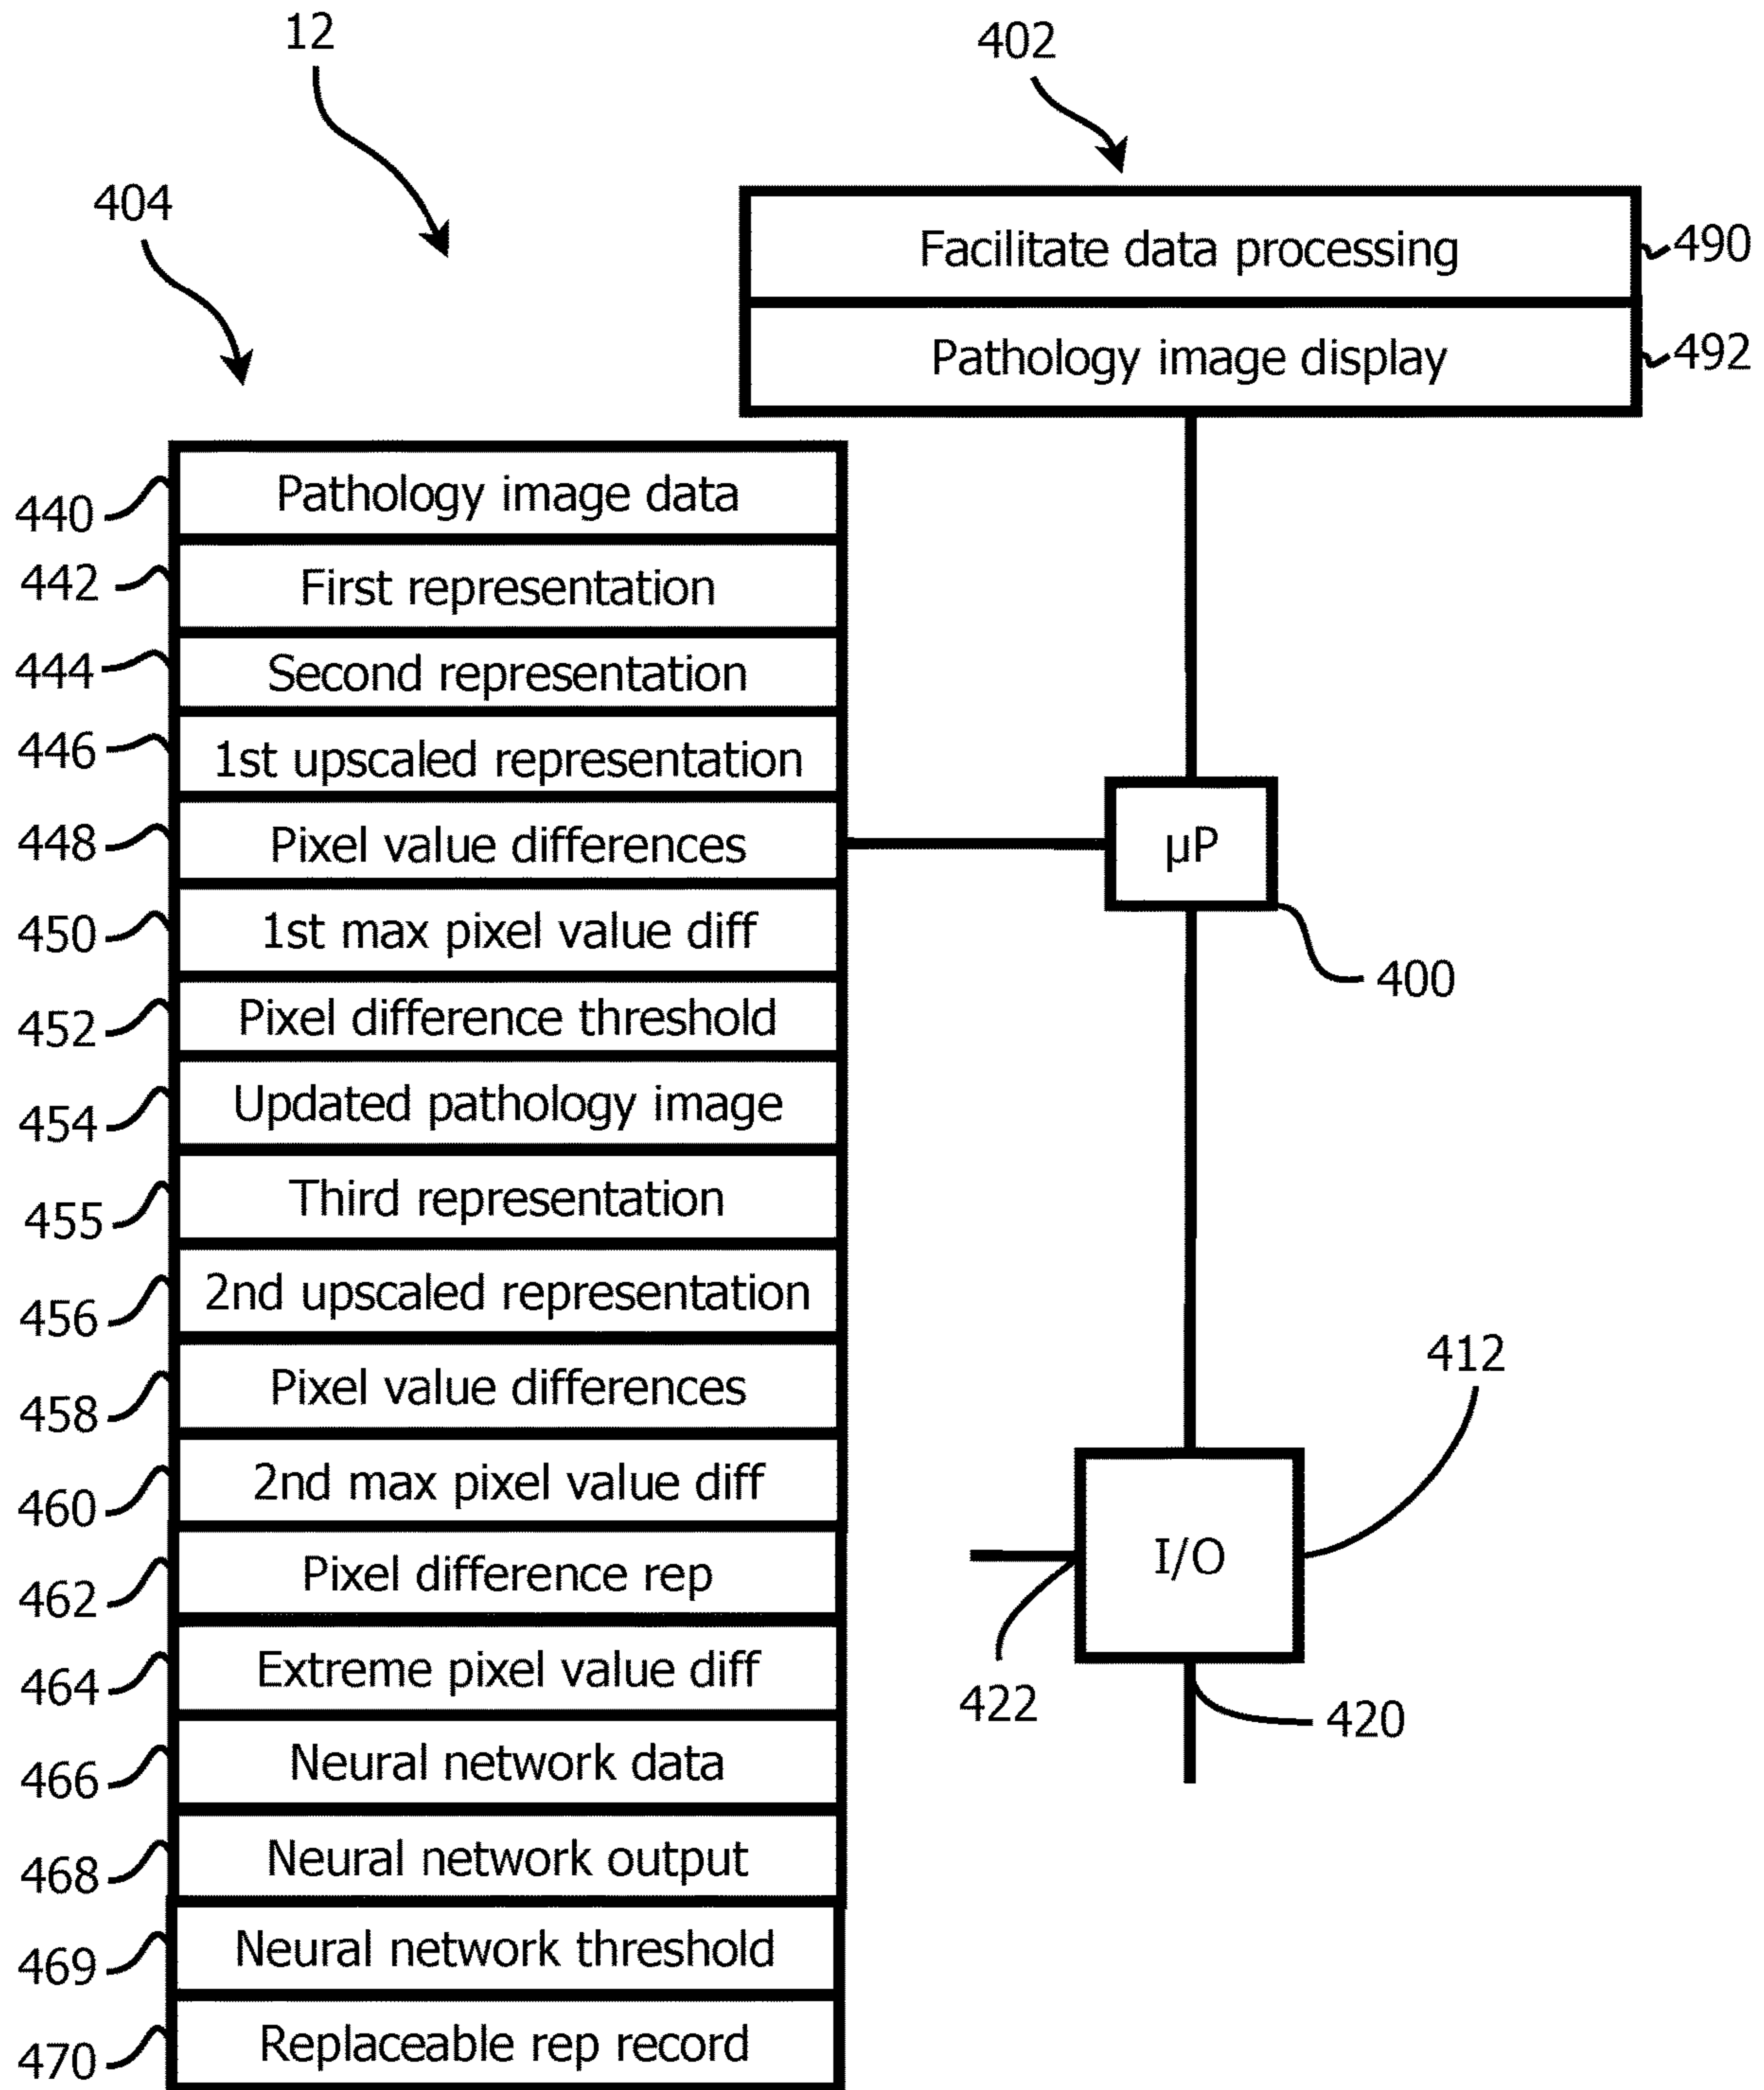 12
402
404
Facilitate data processing
490
Pathology image display
492
440
Pathology image data
442
First representation
444
Second representation
446
1st upscaled representation
448
Pixel value differences
μP
400
450
1st max pixel value diff
452
Pixel difference threshold
454
Updated pathology image
455
Third representation
456
2nd upscaled representation
458
Pixel value differences
412
460
2nd max pixel value diff
I/O
462
Pixel difference rep
464
Extreme pixel value diff
422
420
466
Neural network data
468
Neural network output
469
Neural network threshold
470
Replaceable rep record